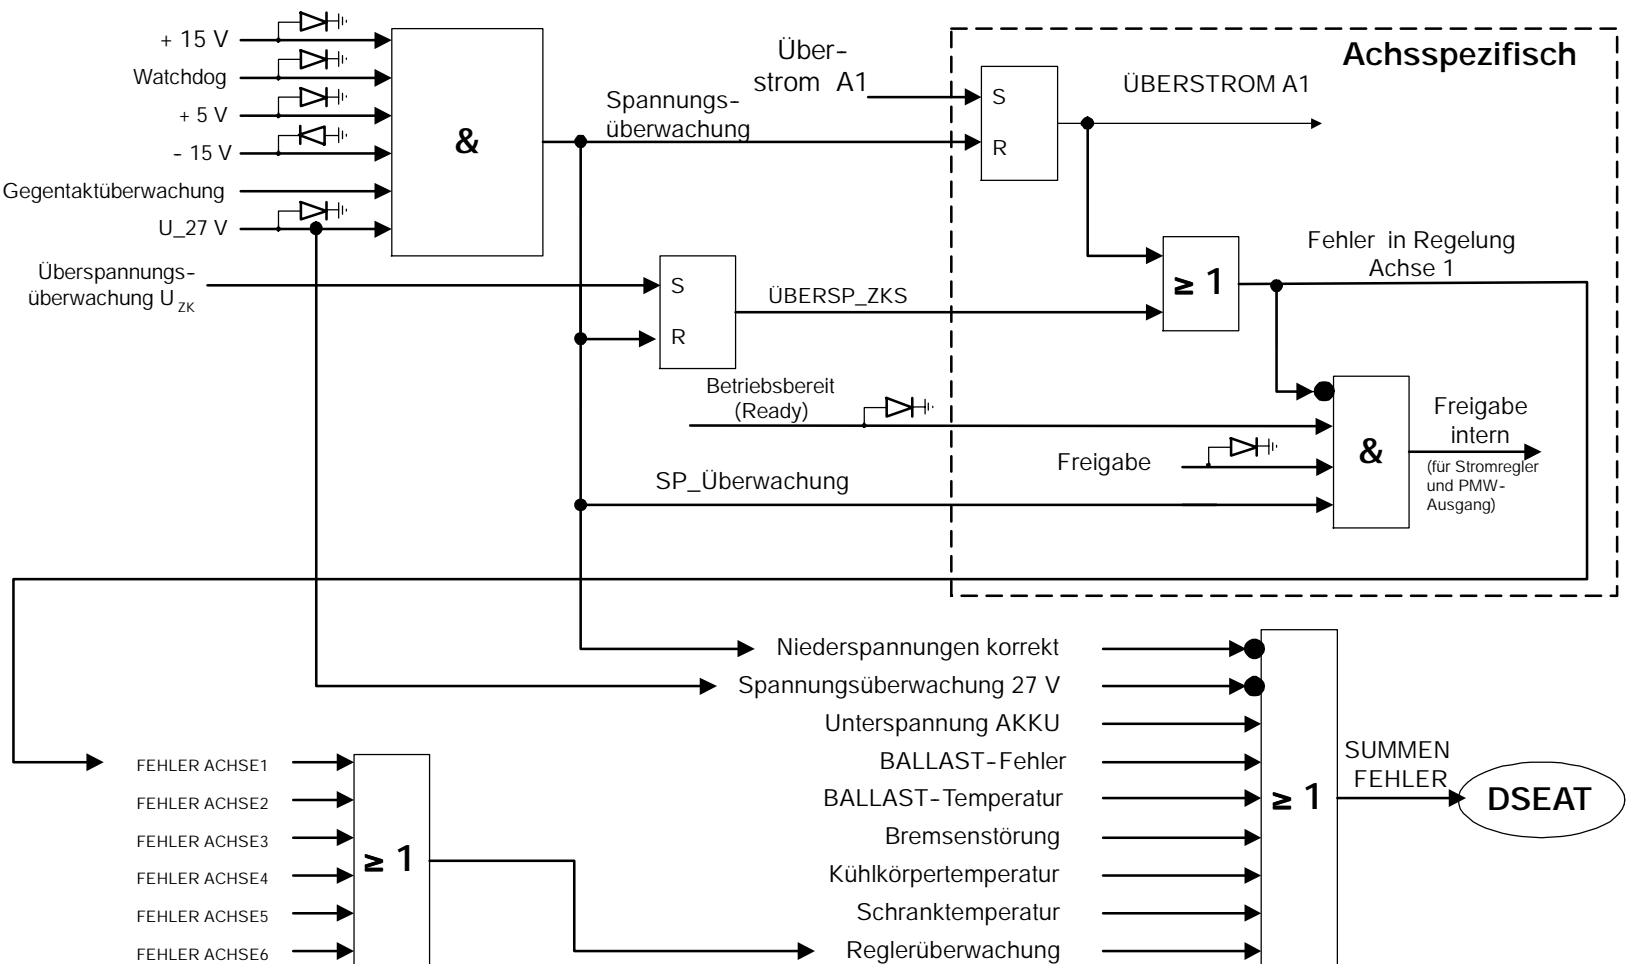 + 15 V
Watchdog
+ 5 V
- 15 V
Gegentaktüberwachung
U_27 V
&
Überspannungs-
überwachung U ZK
Spannungs-
überwachung
Über-
strom A1
Achsspezifisch
S
R
ÜBERSTROM A1
S
R
ÜBERSP_ZKS
≥ 1
Fehler in Regelung
Achse 1
Betriebsbereit
(Ready)
Freigabe
SP_Überwachung
&
Freigabe
intern
(für Stromregler
und PMW-
Ausgang)
Niederspannungen korrekt
Spannungsüberwachung 27 V
Unterspannung AKKU
BALLAST-Fehler
BALLAST-Temperatur
Bremsenstörung
Kühlkörpertemperatur
Schranktemperatur
Reglerüberwachung
≥ 1
SUMMEN
FEHLER
DSEAT
FEHLER ACHSE1
FEHLER ACHSE2
FEHLER ACHSE3
FEHLER ACHSE4
FEHLER ACHSE5
FEHLER ACHSE6
≥ 1